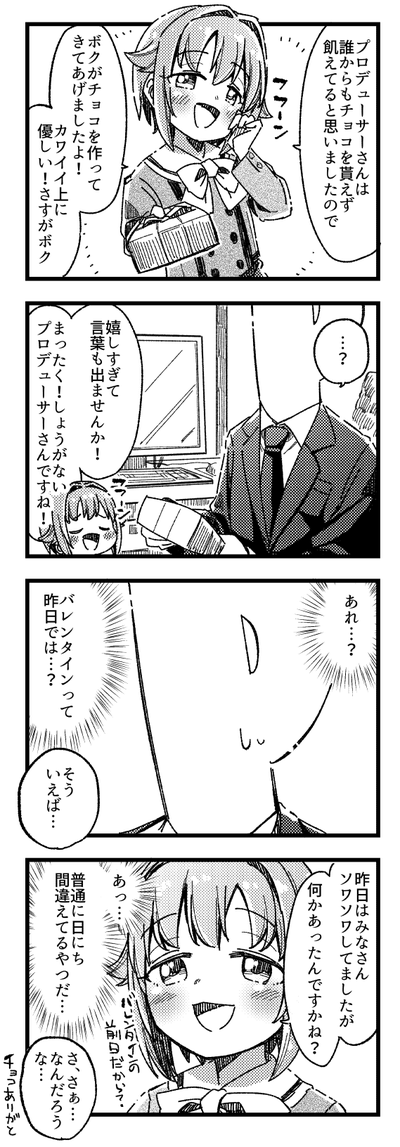 プロデューサーさんは
誰からもチョコを貰えず
飢えてると思いましたので
フフーン
ボクがチョコを作って
きてあげましたよ！
カワイイ上に
優しい！さすがボク
…？
嬉しすぎて
言葉も出ませんか！
まったく！しょうがない
プロデューサーさんですね！
あれ…？
バレンタインって
昨日では…？
そう
いえば…
昨日はみなさん
ソワソワしてましたが
何かあったんですかね？
バレンタインの
前日だかい？
あっ…
普通に日にち
間違えてるやつだ…
さ、さぁ…
なんだろう
な…
チョコありがと